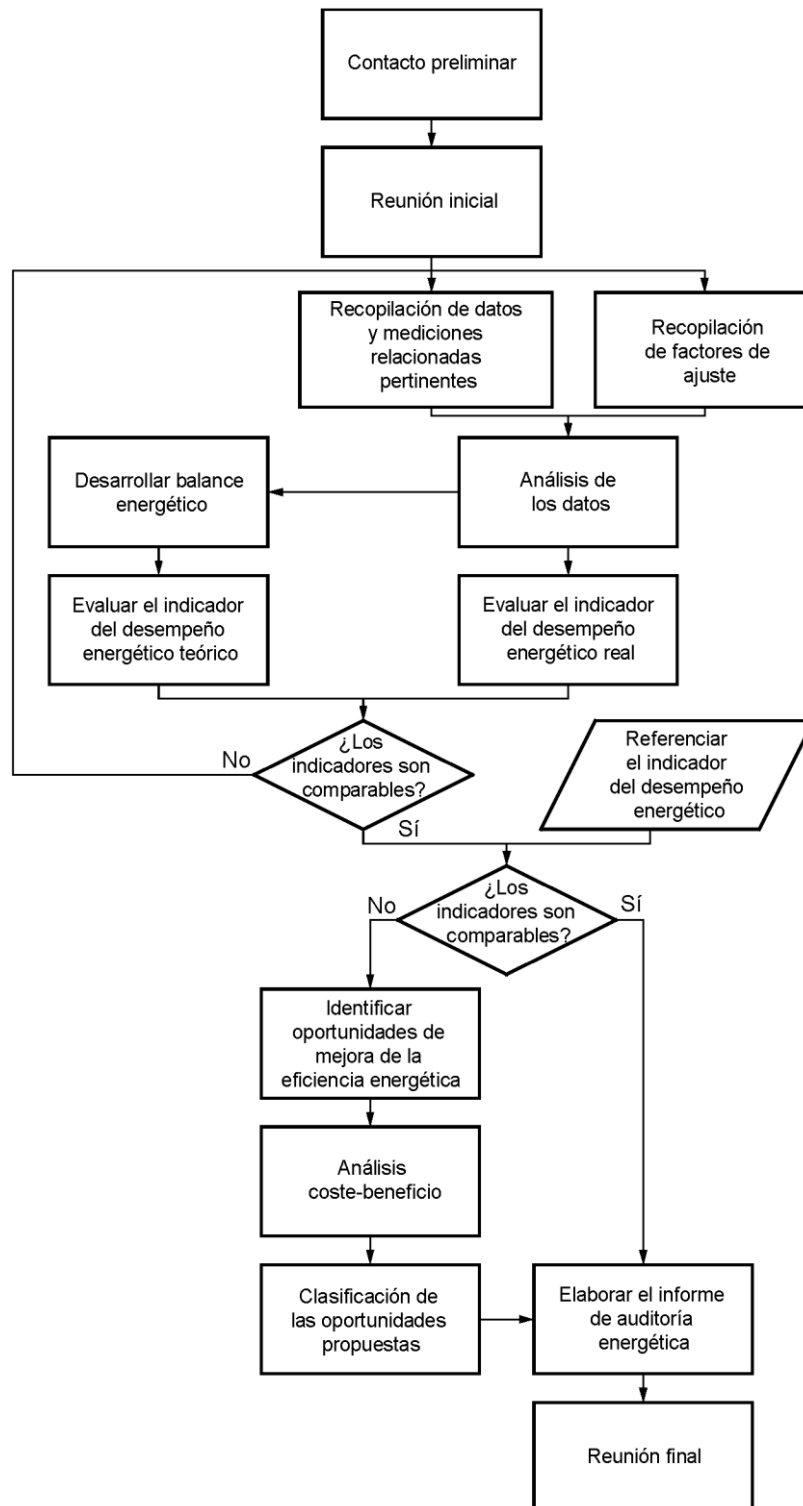 Contacto preliminar
Reunión inicial
Recopilación de datos
y mediciones
relacionadas
pertinentes
Recopilación
de factores de
ajuste
Desarrollar balance
energético
Análisis de
los datos
Evaluar el indicador
del desempeño
energético teórico
Evaluar el indicador
del desempeño
energético real
¿Los
indicadores son
comparables?
No
Sí
Referenciar
el indicador
del desempeño
energético
¿Los
indicadores son
comparables?
No
Sí
Identificar
oportunidades de
mejora de la
eficiencia energética
Análisis
coste-beneficio
Clasificación de
las oportunidades
propuestas
Elaborar el informe
de auditoría
energética
Reunión final